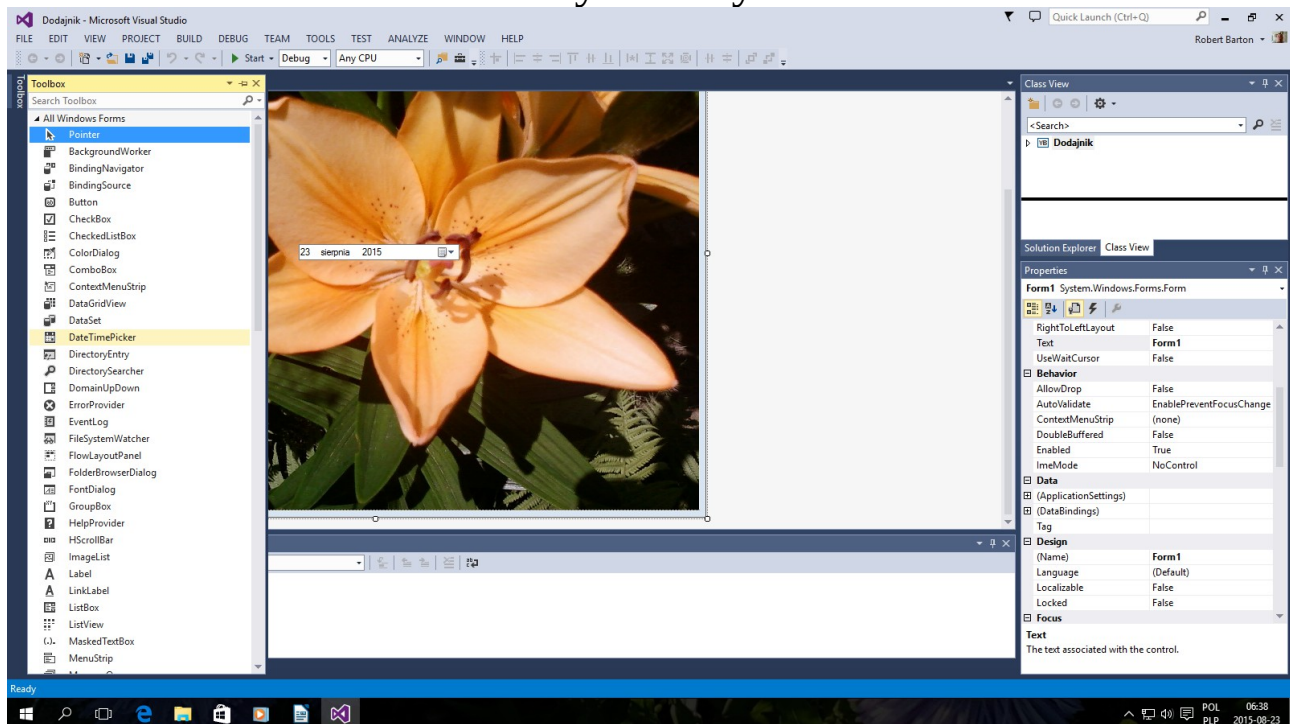 Dodajnik - Microsoft Visual Studio
Quick Launch (Ctrl+Q)
FILE EDIT VIEW PROJECT BUILD DEBUG TEAM TOOLS TEST ANALYZE WINDOW HELP
Robert Barton
Start Debug Any CPU
Toolbox
Toolbox
Search Toolbox
All Windows Forms
Pointer
BackgroundWorker
BindingNavigator
BindingSource
Button
CheckBox
CheckedListBox
ColorDialog
ComboBox
ContextMenuStrip
DataGridView
DataSet
DateTimePicker
DirectoryEntry
DirectorySearcher
DomainUpDown
ErrorProvider
EventLog
FileSystemWatcher
FlowLayoutPanel
FolderBrowserDialog
FontDialog
GroupBox
HelpProvider
HScrollBar
ImageList
Label
LinkLabel
ListBox
ListView
MaskedTextBox
MenuStrip
23 sierpnia 2015
Class View
<Search>
Dodajnik
Solution Explorer Class View
Properties
Form1 System.Windows.Forms.Form
RightToLeftLayout False
Text Form1
UseWaitCursor False
Behavior
AllowDrop False
AutoValidate EnablePreventFocusChange
ContextMenuStrip (none)
DoubleBuffered False
Enabled True
ImeMode NoControl
Data
(ApplicationSettings)
(DataBindings)
Tag
Design
(Name) Form1
Language (Default)
Localizable False
Locked False
Focus
Text
The text associated with the control.
Ready
POL 06:38
PLP 2015-08-23